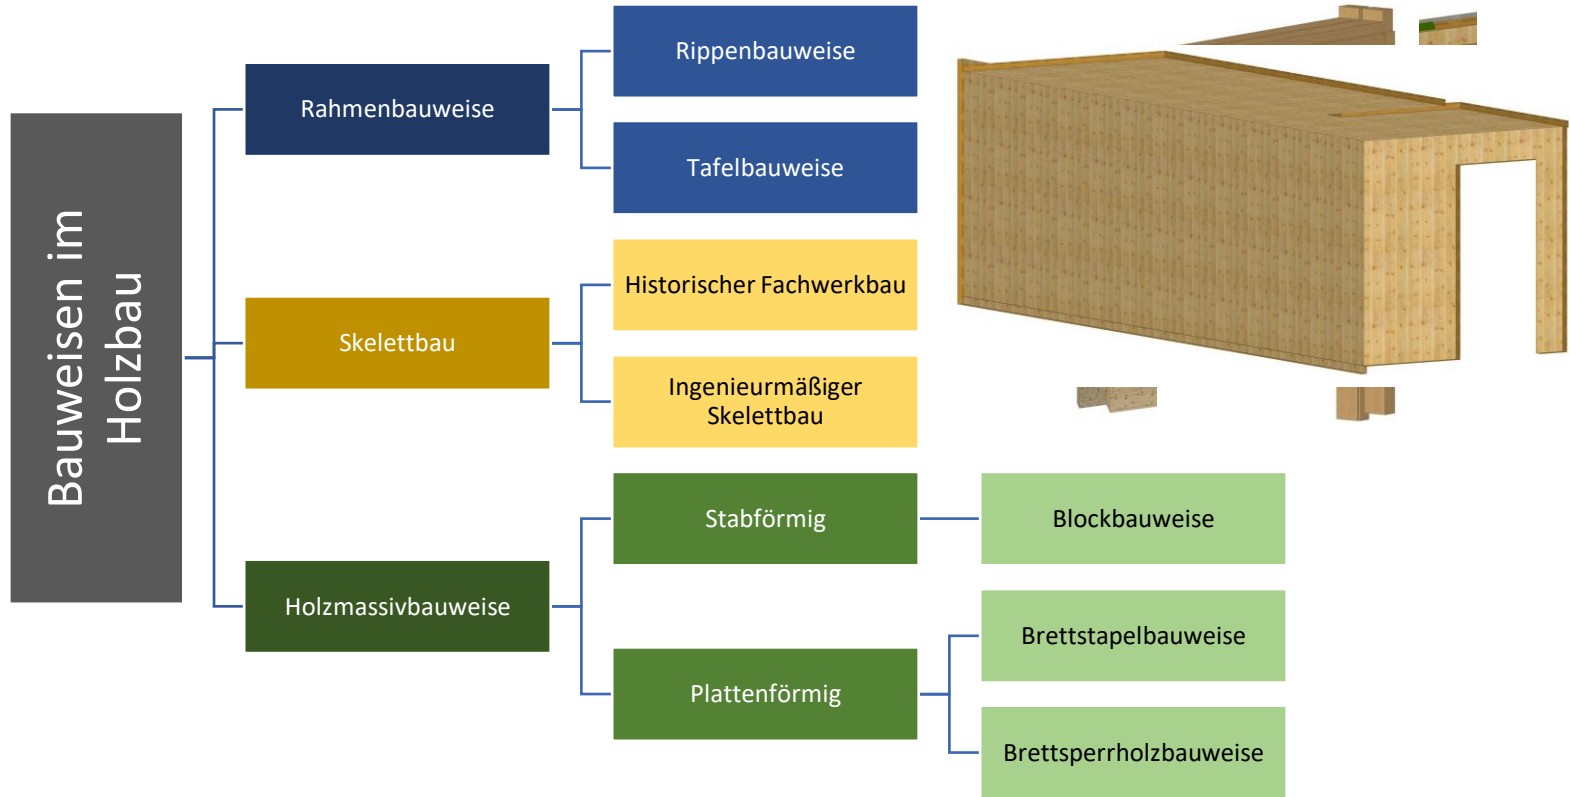 Bauweisen im
Holzbau
Rahmenbauweise
Rippenbauweise
Tafelbauweise
Skelettbau
Historischer Fachwerkbau
Ingenieurmäßiger
Skelettbau
Holzmassivbauweise
Stabförmig
Blockbauweise
Plattenförmig
Brettstapelbauweise
Brettsperrholzbauweise